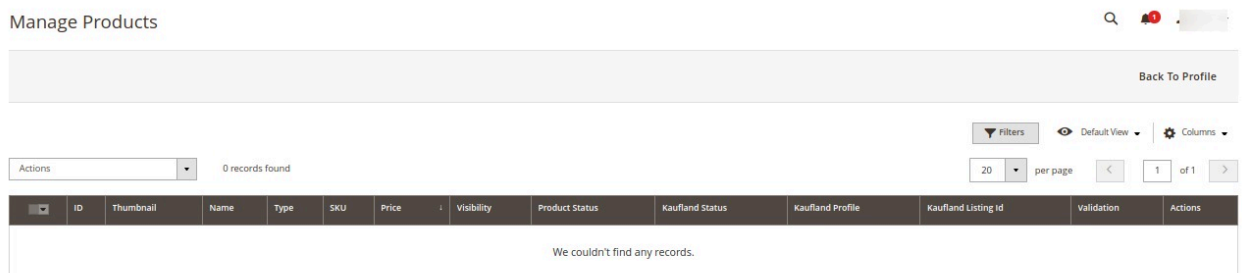 Manage Products
1
Back To Profile
Filters Default View Columns
Actions 0 records found 20 per page 1 of 1
ID Thumbnail Name Type SKU Price ↓ Visibility Product Status Kaufland Status Kaufland Profile Kaufland Listing Id Validation Actions
We couldn't find any records.